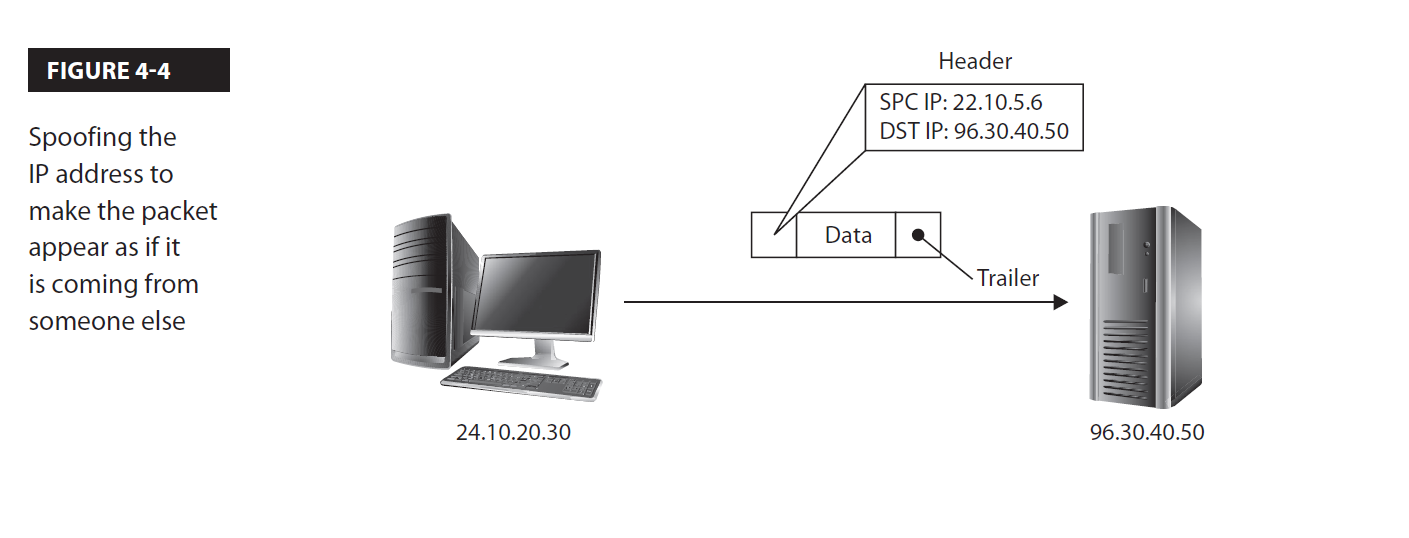 FIGURE 4-4
Spoofing the
IP address to
make the packet
appear as if it
is coming from
someone else
Header
SPC IP: 22.10.5.6
DST IP: 96.30.40.50
Data
Trailer
24.10.20.30
96.30.40.50